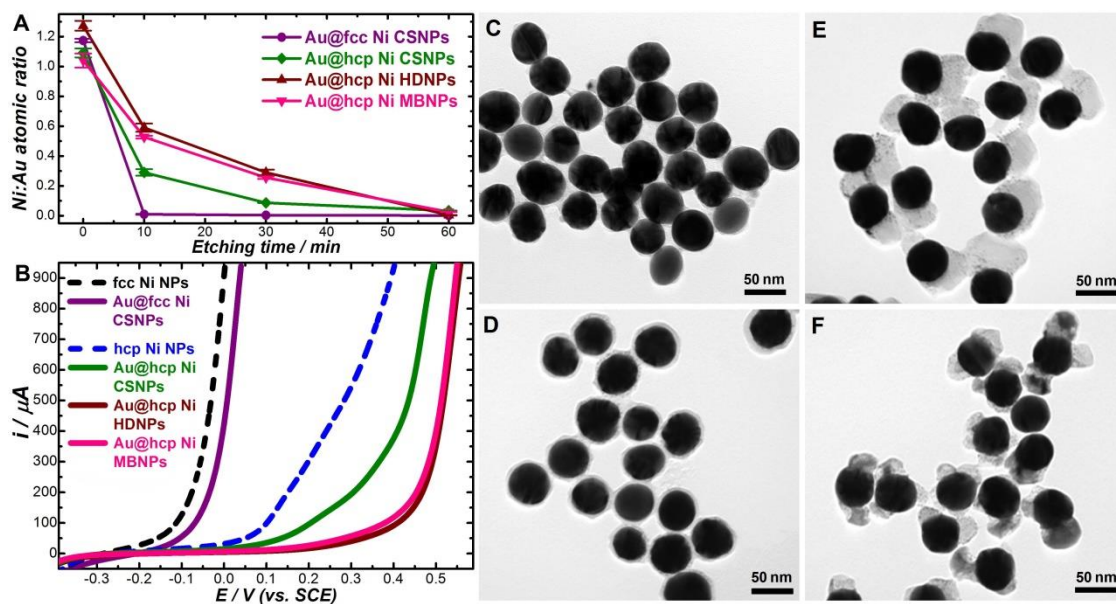 A
Ni:Au atomic ratio
1.2
1.0
0.8
0.6
0.4
0.2
0.0
Au@fcc Ni CSNPs
Au@hcp Ni CSNPs
Au@hcp Ni HDNPs
Au@hcp Ni MBNPs
0 10 20 30 40 50 60
Etching time / min
B
i / μA
900
800
700
600
500
400
300
200
100
0
fcc Ni NPs
Au@fcc Ni
CSNPs
hcp Ni NPs
Au@hcp Ni
CSNPs
Au@hcp Ni
HDNPs
Au@hcp Ni
MBNPs
-0.3 -0.2 -0.1 0.0 0.1 0.2 0.3 0.4 0.5
E / V (vs. SCE)
C
50 nm
D
50 nm
E
50 nm
F
50 nm